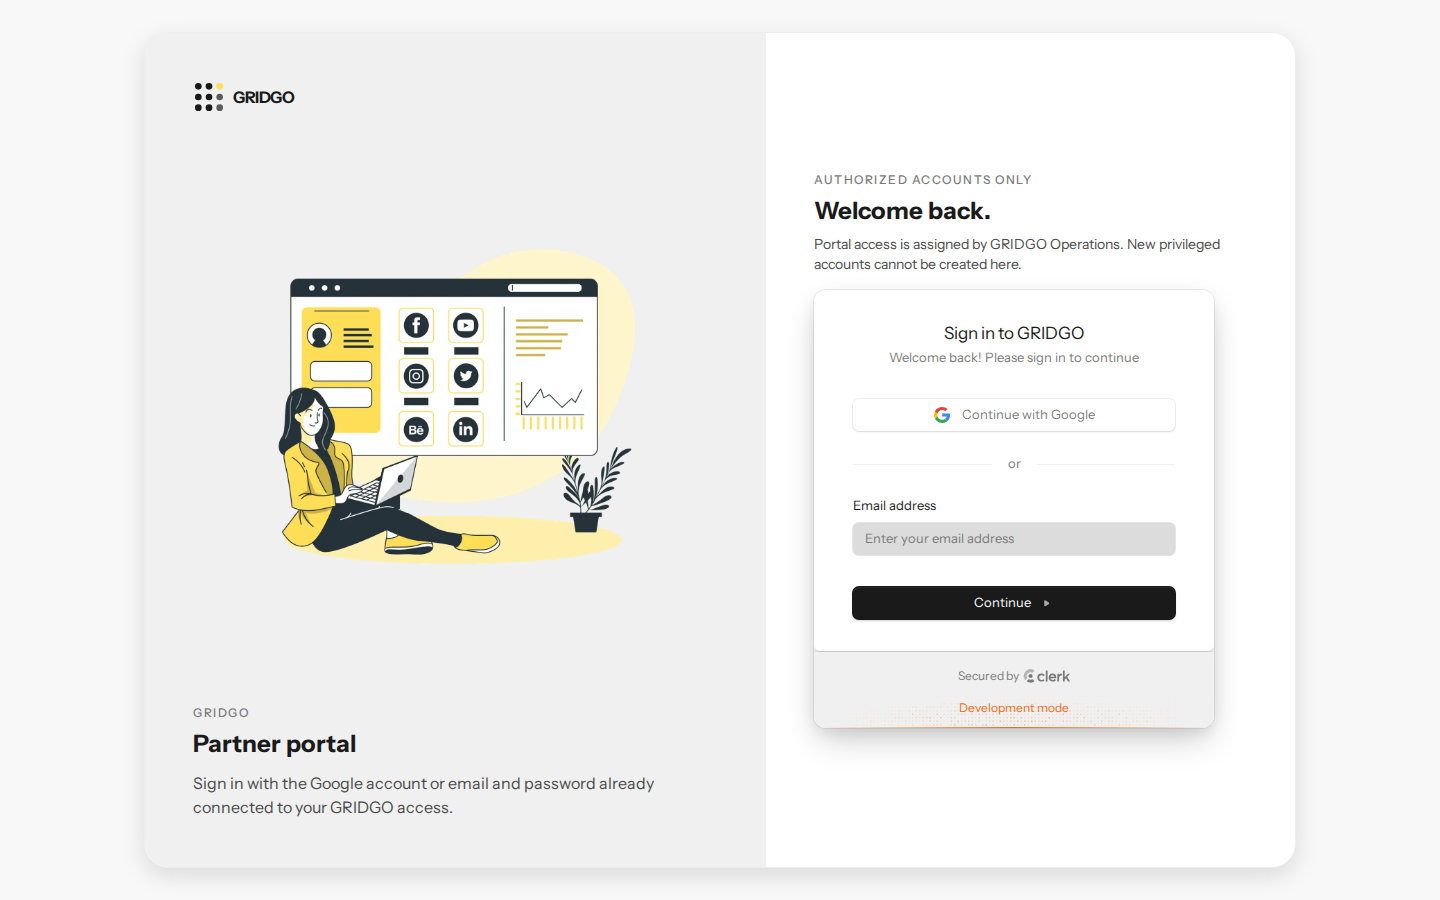 GRIDGO
GRIDGO
Partner portal
Sign in with the Google account or email and password already
connected to your GRIDGO access.
AUTHORIZED ACCOUNTS ONLY
Welcome back.
Portal access is assigned by GRIDGO Operations. New privileged
accounts cannot be created here.
Sign in to GRIDGO
Welcome back! Please sign in to continue
Continue with Google
or
Email address
Enter your email address
Continue
Secured by clerk
Development mode